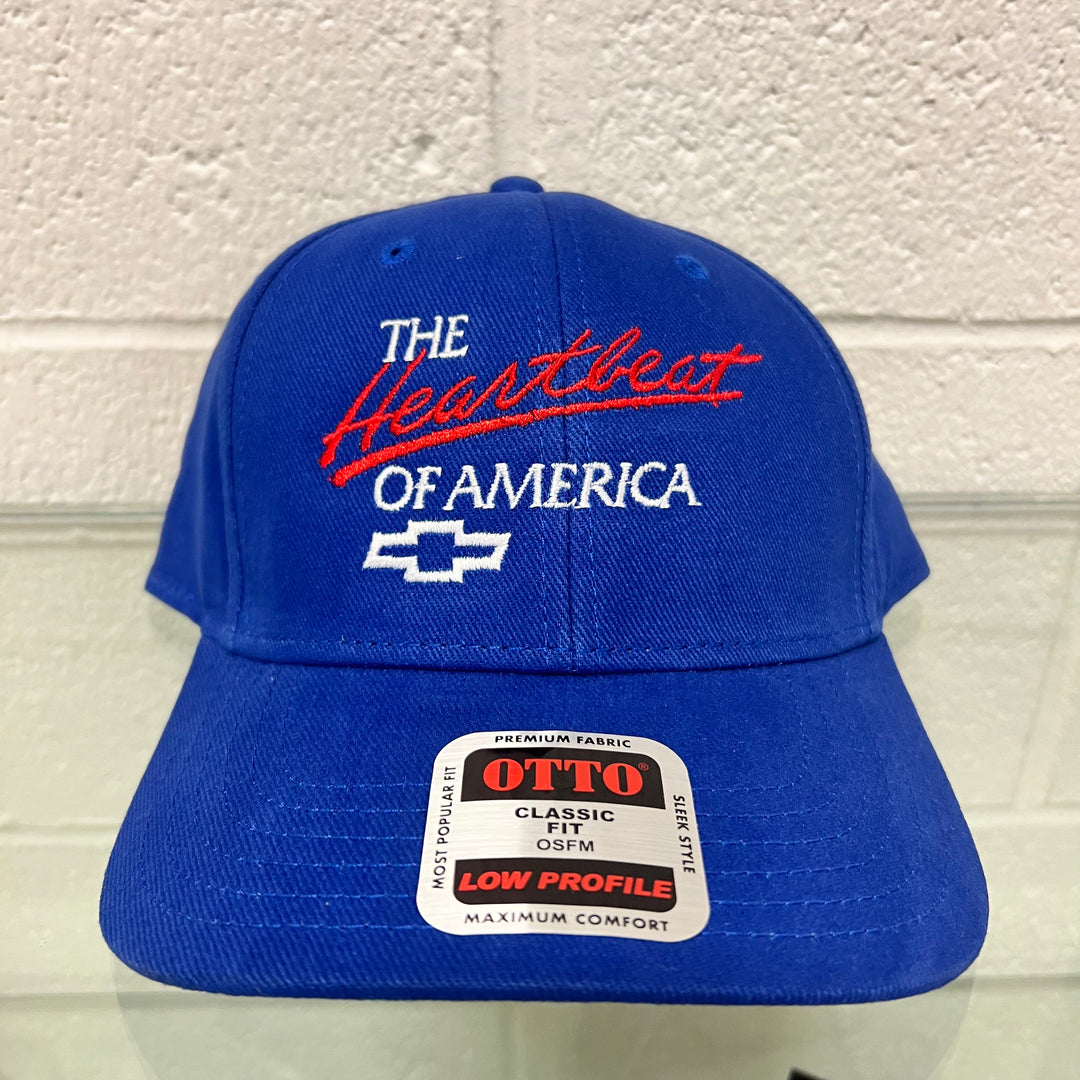 THE
Heartbeat
OF AMERICA
PREMIUM FABRIC
MOST POPULAR FIT
OTTO®
CLASSIC
FIT
OSFM
SLEEK STYLE
LOW PROFILE
MAXIMUM COMFORT